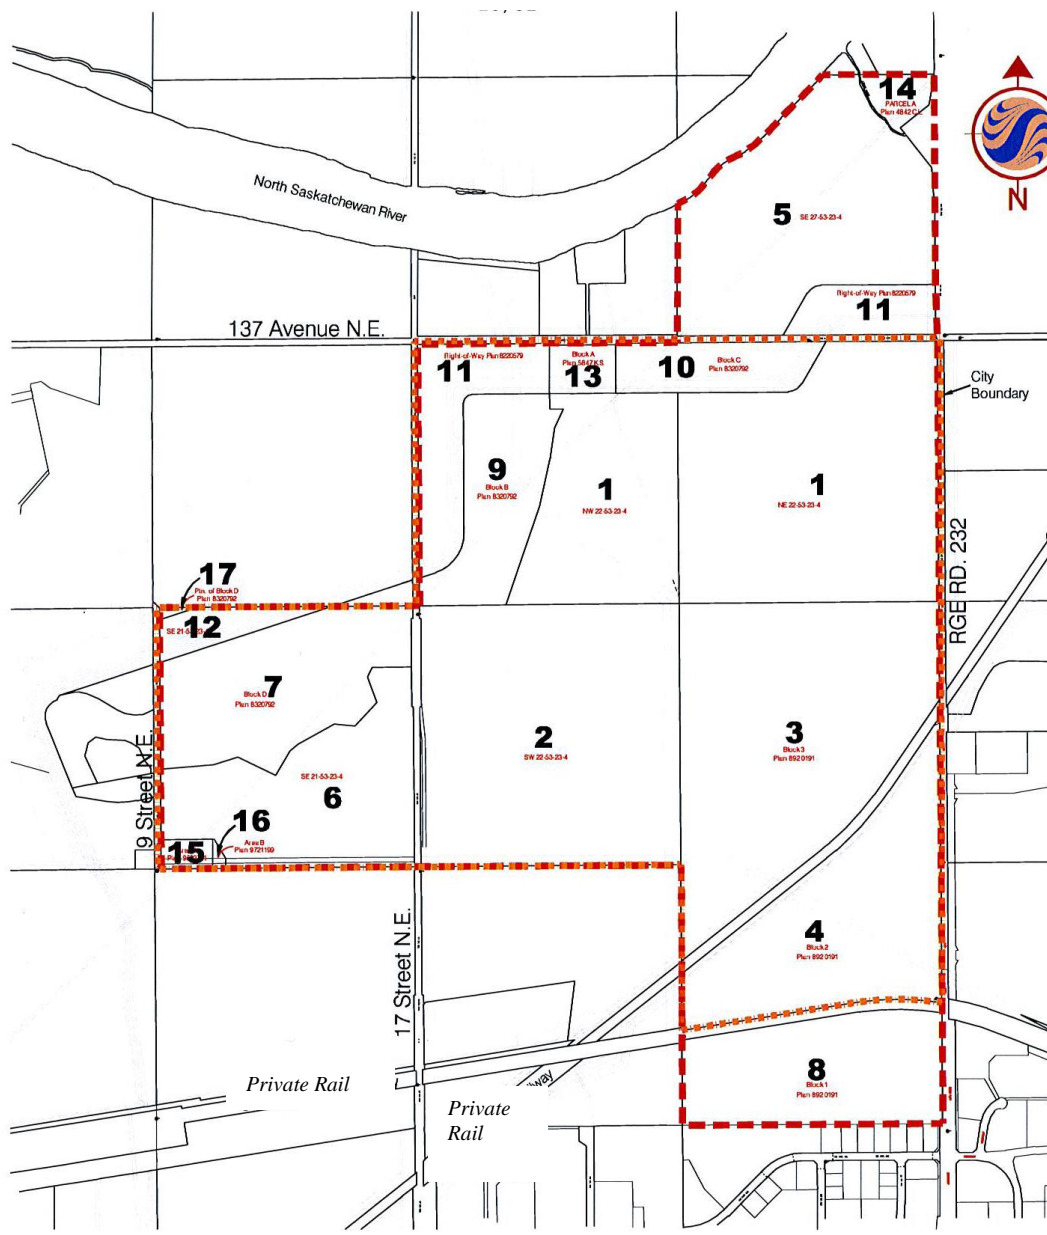 14
PARCEL A
Plan 4842 C.L.
North Saskatchewan River
5 SE 27-53-23-4
N
Right-of-Way Plan 8220579
11
137 Avenue N.E.
Right-of-Way Plan 8220579
11
Block A
Plan 5847 K.S.
13
10
Block C
Plan 8320792
City
Boundary
9
Block B
Plan 8320792
1
NW 22-53-23-4
1
NE 22-53-23-4
RGE RD. 232
17
Ptn. of Block D
Plan 8320792
12
7
Block D
Plan 8320792
2
SW 22-53-23-4
3
Block 3
Plan 892 0191
SE 21-53-23-4
6
9 Street N.E.
16
Area B
Plan 9721199
15
17 Street N.E.
4
Block 2
Plan 892 0191
8
Block 1
Plan 892 0191
Private Rail
Private
Rail